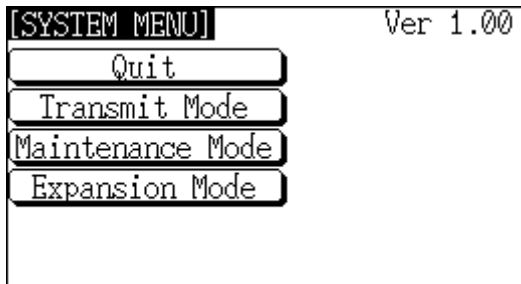 [SYSTEM MENU] Ver 1.00
Quit
Transmit Mode
Maintenance Mode
Expansion Mode